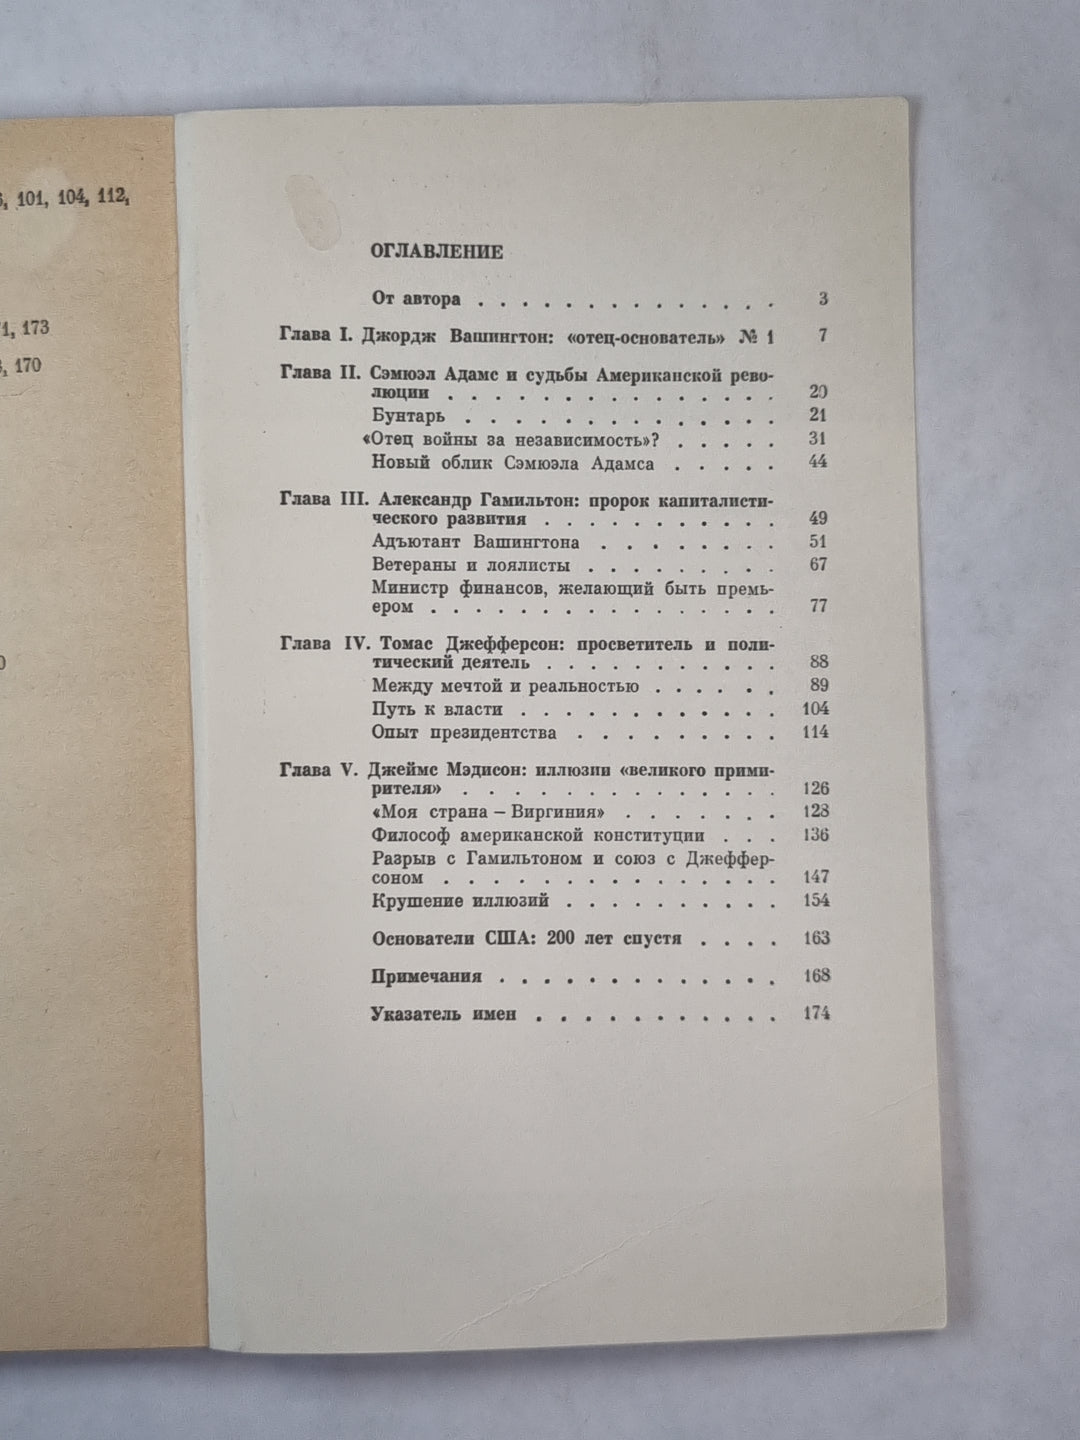 101, 104, 112,
173
170
ОГЛАВЛЕНИЕ
От автора . . . . . . . . . . . . . . 3
Глава I. Джордж Вашингтон: «отец-основатель» № 1 7
Глава II. Сэмюэл Адамс и судьбы Американской рево-
люции . . . . . . . . . . . . . . . 20
Бунтарь . . . . . . . . . . . . . . 21
«Отец войны за независимость»? . . . . . 31
Новый облик Сэмюэла Адамса . . . . . 44
Глава III. Александр Гамильтон: пророк капиталисти-
ческого развития . . . . . . . . . . . 49
Адъютант Вашингтона . . . . . . . . 51
Ветераны и лоялисты . . . . . . . . . 67
Министр финансов, желающий быть премь-
ером . . . . . . . . . . . . . . . . 77
Глава IV. Томас Джефферсон: просветитель и поли-
тический деятель . . . . . . . . . . . 88
Между мечтой и реальностью . . . . . . 89
Путь к власти . . . . . . . . . . . . 104
Опыт президентства . . . . . . . . . 114
Глава V. Джеймс Мэдисон: иллюзии «великого прими-
рителя» . . . . . . . . . . . . . . 126
«Моя страна – Виргиния» . . . . . . . 128
Философ американской конституции . . . 136
Разрыв с Гамильтоном и союз с Джеффер-
соном . . . . . . . . . . . . . . . 147
Крушение иллюзий . . . . . . . . . . 154
Основатели США: 200 лет спустя . . . . 163
Примечания . . . . . . . . . . . . . 168
Указатель имен . . . . . . . . . . . 174